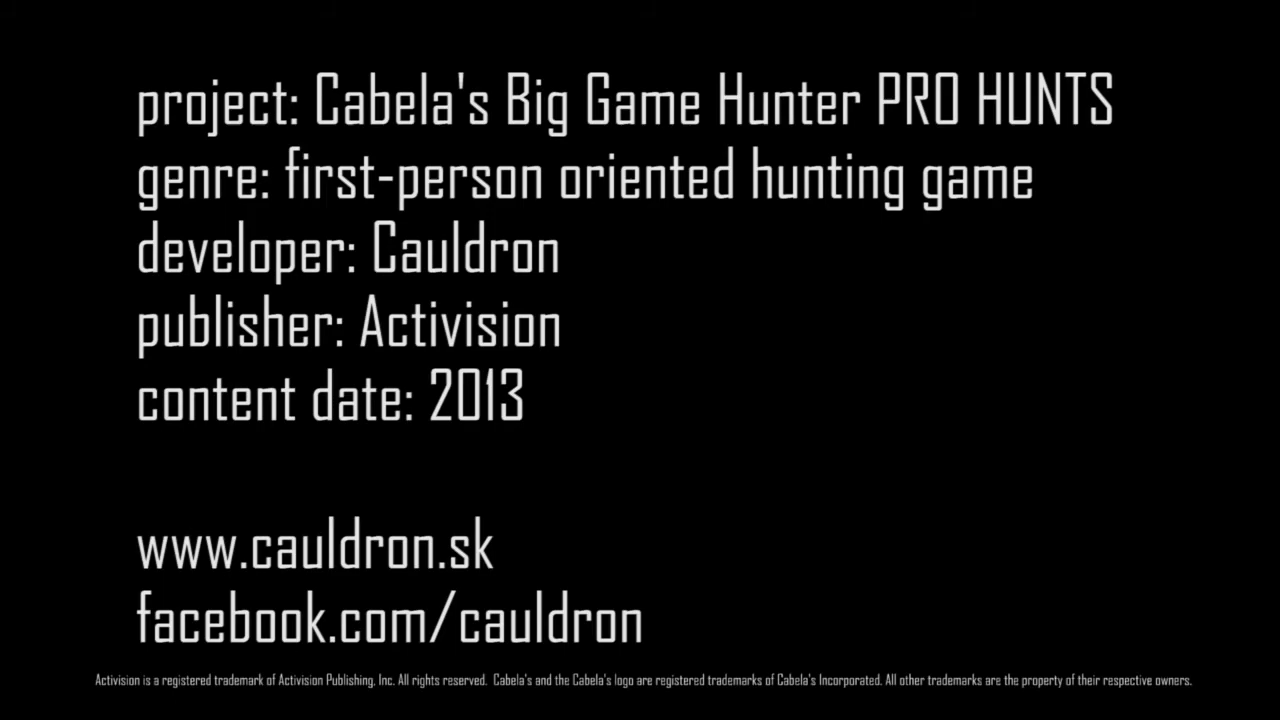 project: Cabela's Big Game Hunter PRO HUNTS
genre: first-person oriented hunting game
developer: Cauldron
publisher: Activision
content date: 2013
www.cauldron.sk
facebook.com/cauldron
Activision is a registered trademark of Activision Publishing, Inc. All rights reserved. Cabela's and the Cabela's logo are registered trademarks of Cabela's Incorporated. All other trademarks are the property of their respective owners.